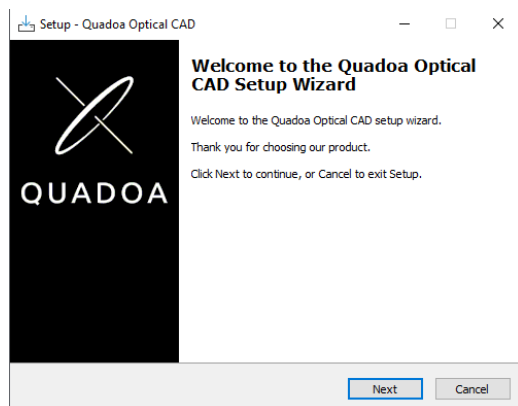 Setup - Quadoa Optical CAD
QUADOA
Welcome to the Quadoa Optical
CAD Setup Wizard
Welcome to the Quadoa Optical CAD setup wizard.
Thank you for choosing our product.
Click Next to continue, or Cancel to exit Setup.
Next
Cancel